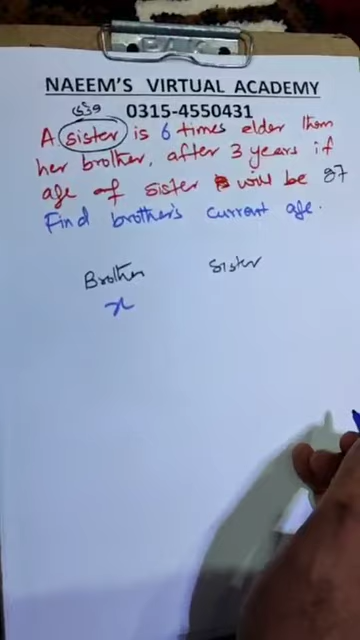 NAEEM'S VIRTUAL ACADEMY
0315-4550431
A sister is 6 times elder them
her brother, after 3 years if
age of sister will be 87
Find brother's current age.
Brother Sister
x